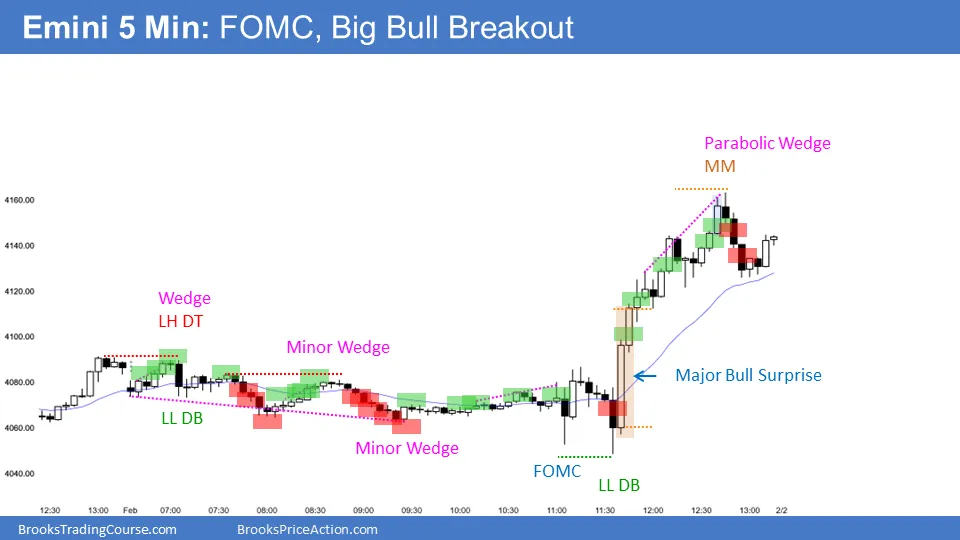 Emini 5 Min: FOMC, Big Bull Breakout
Parabolic Wedge
MM
4160.00
4140.00
4120.00
4100.00
4080.00
4060.00
4040.00
Wedge
LH DT
Minor Wedge
Major Bull Surprise
LL DB
Minor Wedge
FOMC
LL DB
12:30 13:00 Feb 07:00 07:30 08:00 08:30 09:00 09:30 10:00 10:30 11:00 11:30 12:00 12:30 13:00 2/2
BrooksTradingCourse.com BrooksPriceAction.com